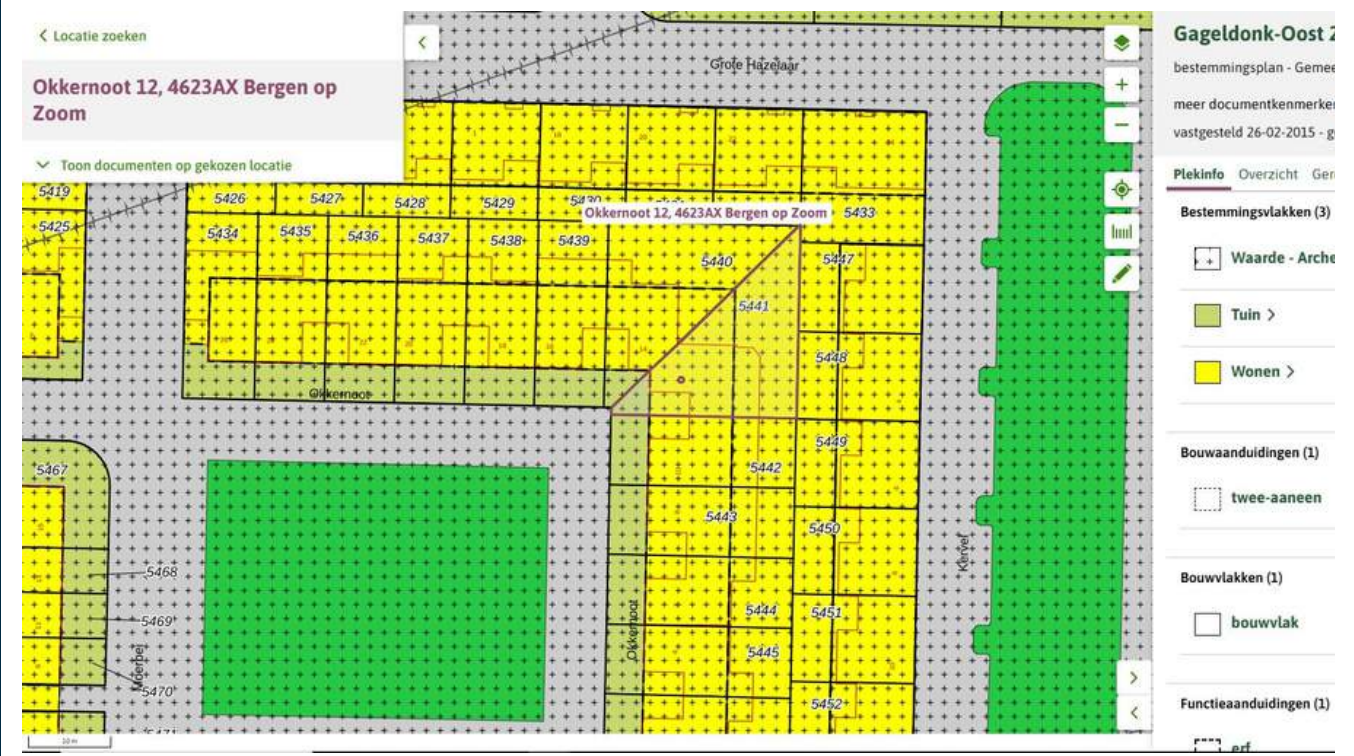 Locatie zoeken
Okkernoot 12, 4623AX Bergen op
Zoom
Toon documenten op gekozen locatie
Grote Hazelaar
5419
5425
5426
5427
5428
5429
5430
Okkernoot 12, 4623AX Bergen op Zoom
5433
5434
5435
5436
5437
5438
5439
5440
5447
5441
5448
Okkernoot
5449
5467
5442
5443
5450
Kervel
5468
5469
Moerbei
5470
Okkernoot
5444
5451
5445
5452
10 m
Gageldonk-Oost 2
bestemmingsplan - Gemee
meer documentkenmerke
vastgesteld 26-02-2015 - g
Plekinfo Overzicht Ger
Bestemmingsvlakken (3)
Waarde - Arche
Tuin
Wonen
Bouwaanduidingen (1)
twee-aaneen
Bouwvlakken (1)
bouwvlak
Functieaanduidingen (1)
erf